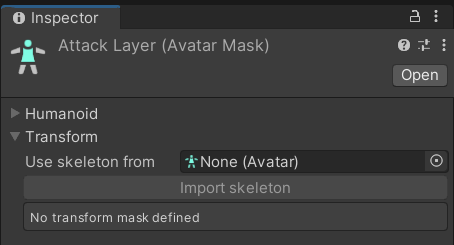 Inspector
Attack Layer (Avatar Mask)
Open
Humanoid
Transform
Use skeleton from None (Avatar)
Import skeleton
No transform mask defined